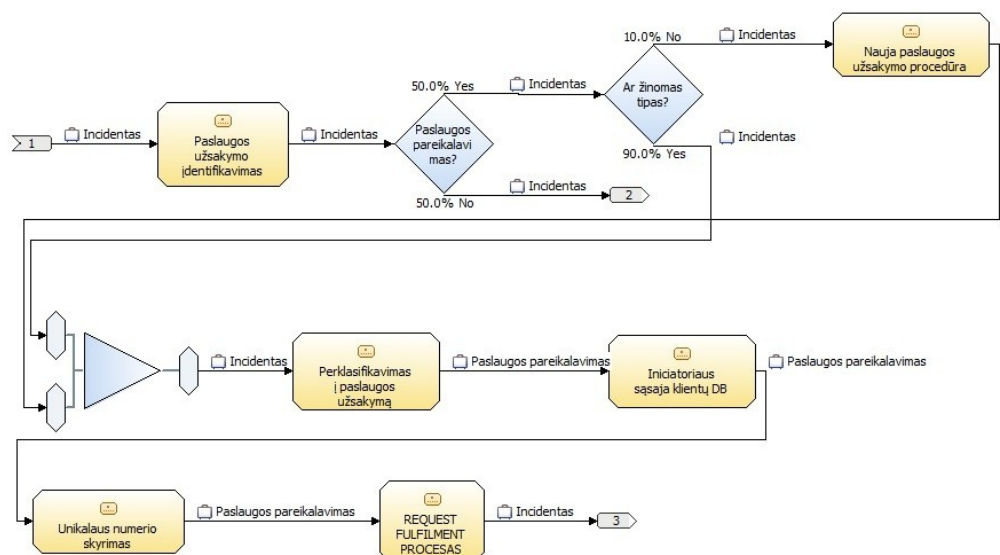 10.0% No
Incidentas
Nauja paslaugos
užsakymo procedūra
50.0% Yes
Incidentas
Ar žinomas
tipas?
1
Incidentas
Paslaugos
užsakymo
įdentifikavimas
Incidentas
Paslaugos
pareikalavi
mas?
Incidentas
90.0% Yes
50.0% No
Incidentas
2
Incidentas
Perklasifikavimas
į paslaugos
užsakymą
Paslaugos pareikalavimas
Iniciatoriaus
sąsaja klientų DB
Paslaugos pareikalavimas
Unikalaus numerio
skyrimas
Paslaugos pareikalavimas
REQUEST
FULFILMENT
PROCESAS
Incidentas
3